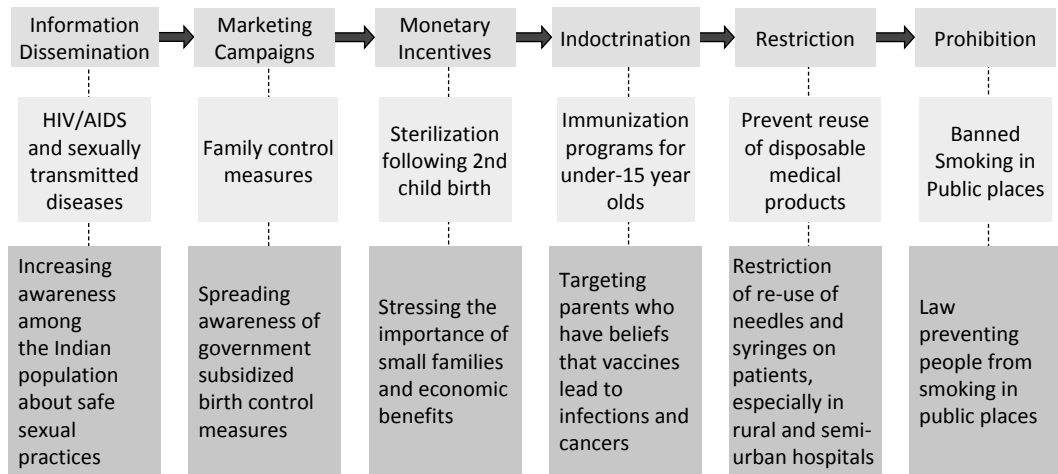 Information
Dissemination
Marketing
Campaigns
Monetary
Incentives
Indoctrination
Restriction
Prohibition
HIV/AIDS
and sexually
transmitted
diseases
Family control
measures
Sterilization
following 2nd
child birth
Immunization
programs for
under-15 year
olds
Prevent reuse
of disposable
medical
products
Banned
Smoking in
Public places
Increasing
awareness
among
the Indian
population
about safe
sexual
practices
Spreading
awareness of
government
subsidized
birth control
measures
Stressing the
importance of
small families
and economic
benefits
Targeting
parents who
have beliefs
that vaccines
lead to
infections and
cancers
Restriction
of re-use of
needles and
syringes on
patients,
especially in
rural and semi-
urban hospitals
Law
preventing
people from
smoking in
public places